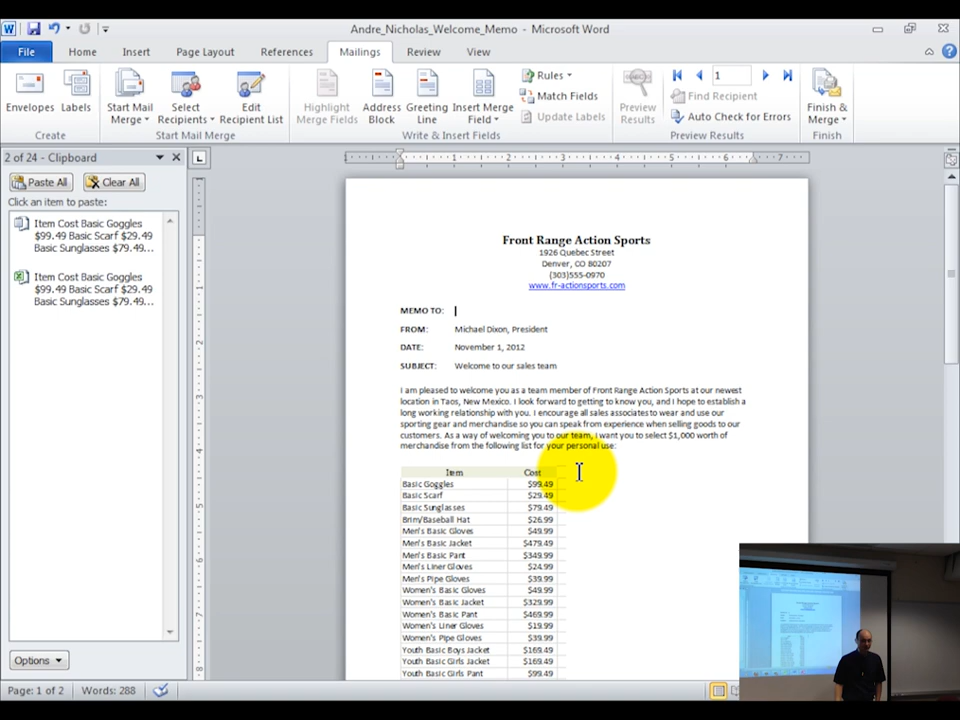 Andre_Nicholas_Welcome_Memo - Microsoft Word
File Home Insert Page Layout References Mailings Review View
Envelopes Labels
Start Mail Merge
Select Recipients
Edit Recipient List
Highlight Merge Fields
Address Block
Greeting Line
Insert Merge Field
Rules
Match Fields
Update Labels
Preview Results
1
Find Recipient
Auto Check for Errors
Finish & Merge
Create Start Mail Merge Write & Insert Fields Preview Results Finish
2 of 24 - Clipboard
Paste All Clear All
Click an item to paste:
Item Cost Basic Goggles
$99.49 Basic Scarf $29.49
Basic Sunglasses $79.49...
Item Cost Basic Goggles
$99.49 Basic Scarf $29.49
Basic Sunglasses $79.49...
Options
Front Range Action Sports
1926 Quebec Street
Denver, CO 80207
(303)555-0970
www.fr-actionsports.com
MEMO TO:
FROM: Michael Dixon, President
DATE: November 1, 2012
SUBJECT: Welcome to our sales team
I am pleased to welcome you as a team member of Front Range Action Sports at our newest
location in Taos, New Mexico. I look forward to getting to know you, and I hope to establish a
long working relationship with you. I encourage all sales associates to wear and use our
sporting gear and merchandise so you can speak from experience when selling goods to our
customers. As a way of welcoming you to our team, I want you to select $1,000 worth of
merchandise from the following list for your personal use:
Item Cost
Basic Goggles $99.49
Basic Scarf $29.49
Basic Sunglasses $79.49
Brim/Baseball Hat $26.99
Men's Basic Gloves $49.99
Men's Basic Jacket $479.49
Men's Basic Pant $349.99
Men's Liner Gloves $24.99
Men's Pipe Gloves $39.99
Women's Basic Gloves $49.99
Women's Basic Jacket $329.99
Women's Basic Pant $469.99
Women's Liner Gloves $19.99
Women's Pipe Gloves $39.99
Youth Basic Boys Jacket $169.49
Youth Basic Girls Jacket $169.49
Youth Basic Girls Pant $99.49
Page: 1 of 2 Words: 288